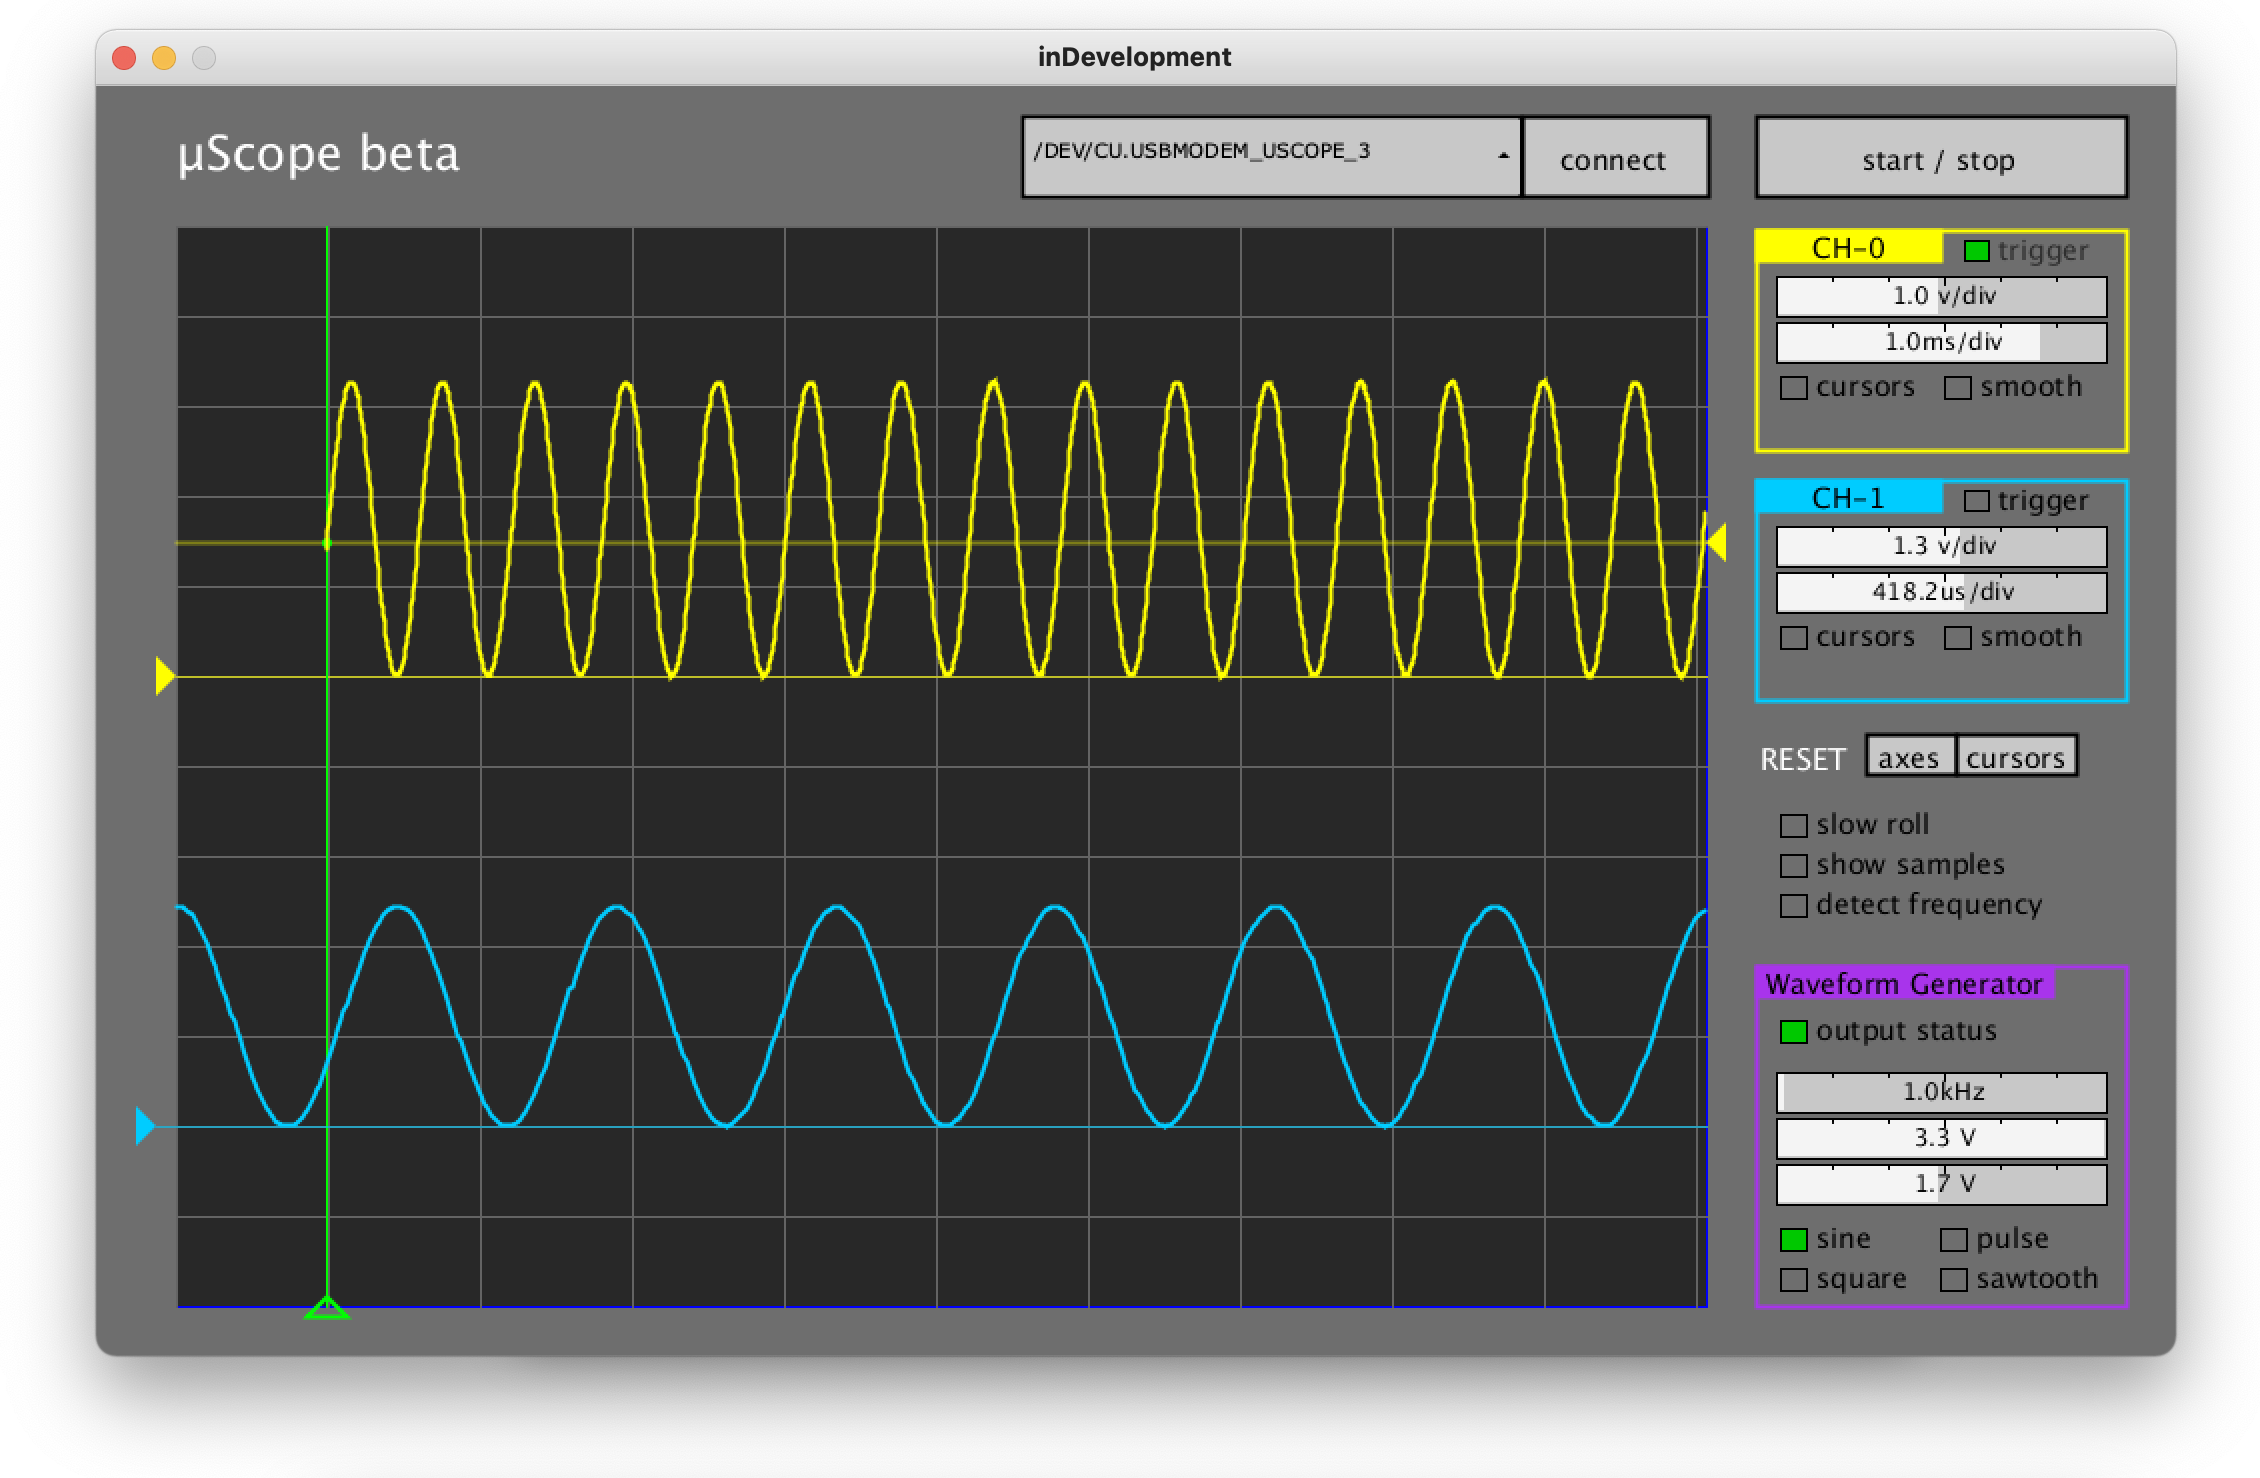 inDevelopment
µScope beta
/DEV/CU.USBMODEM_USCOPE_3
connect
start / stop
CH-0
trigger
1.0 v/div
1.0ms/div
cursors
smooth
CH-1
trigger
1.3 v/div
418.2us/div
cursors
smooth
RESET
axes
cursors
slow roll
show samples
detect frequency
Waveform Generator
output status
1.0kHz
3.3 V
1.7 V
sine
pulse
square
sawtooth